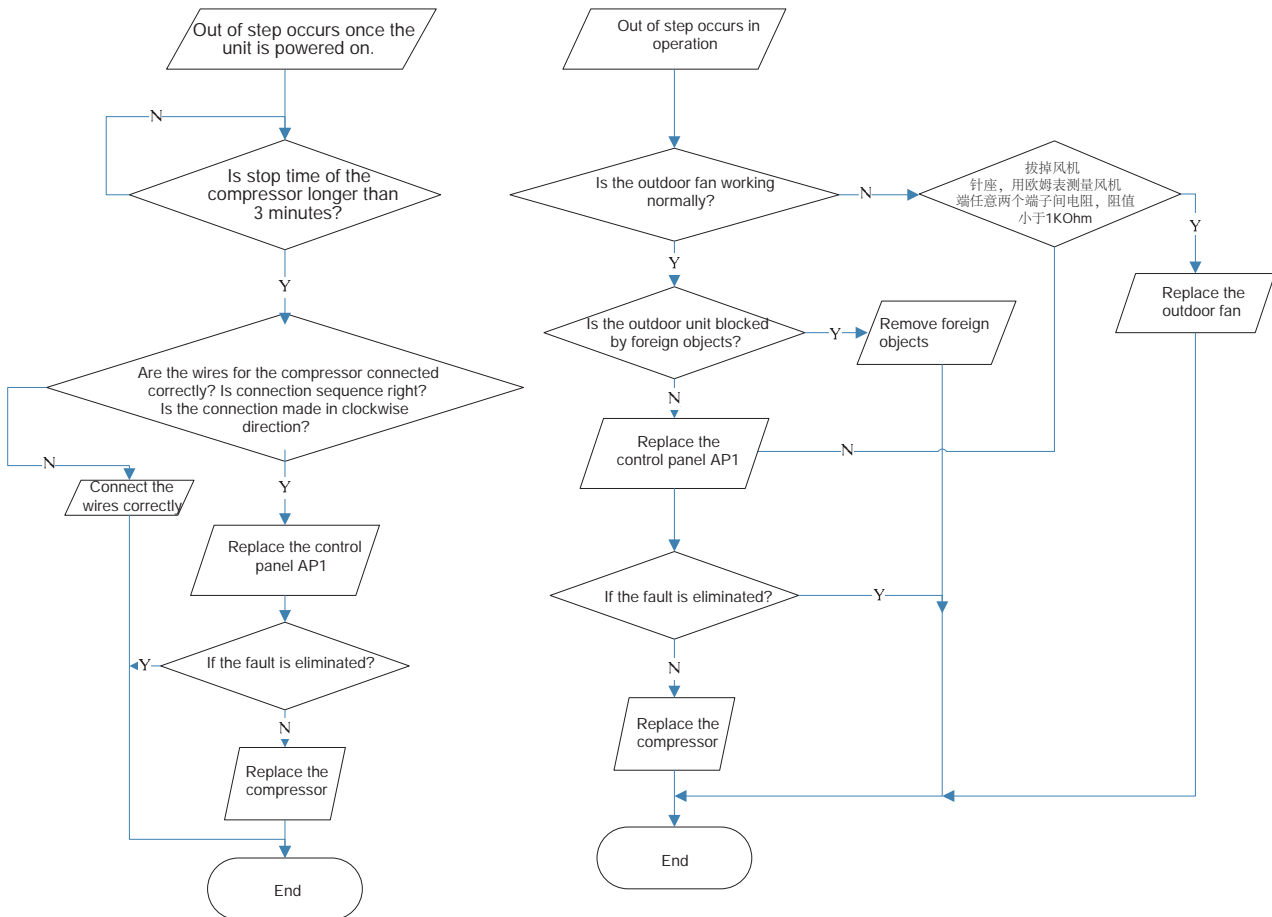 Out of step occurs once the
unit is powered on.
N
Is stop time of the
compressor longer than
3 minutes?
Y
Are the wires for the compressor connected
correctly? Is connection sequence right?
Is the connection made in clockwise
direction?
N
Connect the
wires correctly
Y
Replace the control
panel AP1
If the fault is eliminated?
Y
N
Replace the
compressor
End
Out of step occurs in
operation
Is the outdoor fan working
normally?
N
拔掉风机
针座，用欧姆表测量风机
端任意两个端子间电阻，阻值
小于1KOhm
Y
Replace the
outdoor fan
Y
Is the outdoor unit blocked
by foreign objects?
Y
Remove foreign
objects
N
Replace the
control panel AP1
N
If the fault is eliminated?
Y
N
Replace the
compressor
End